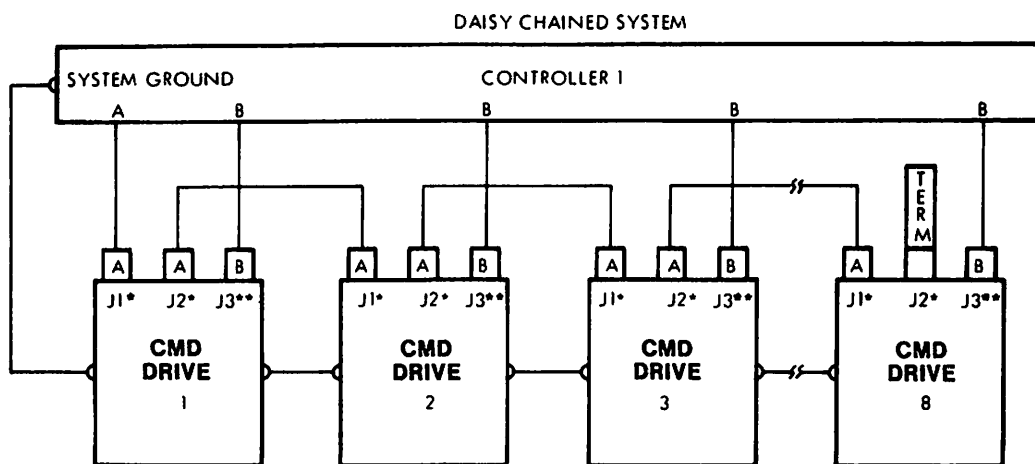 DAISY CHAINED SYSTEM
SYSTEM GROUND CONTROLLER 1
A B B B B
TERM
A A B A A B A A B A B
J1* J2* J3** J1* J2* J3** J1* J2* J3** J1* J2* J3**
CMD DRIVE CMD DRIVE CMD DRIVE CMD DRIVE
1 2 3 8